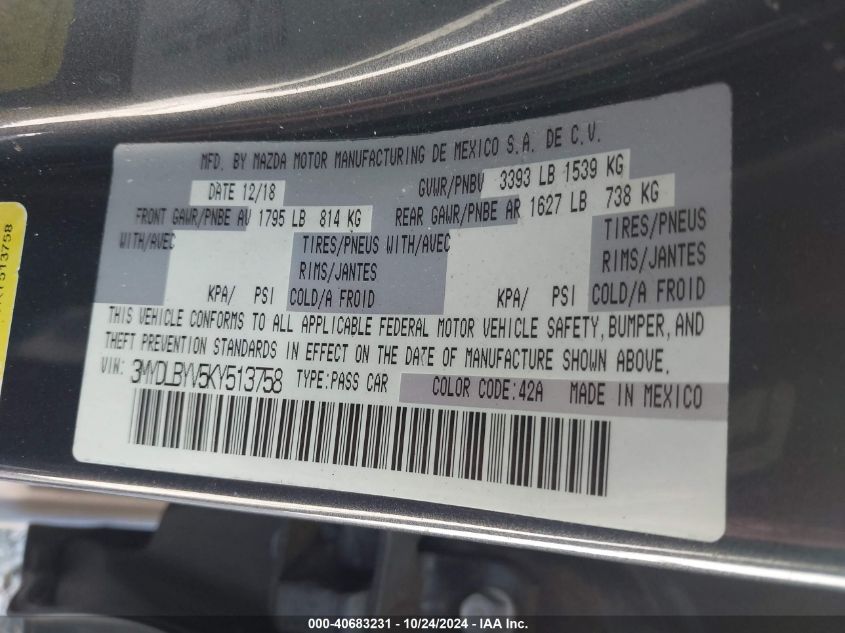 MFD. BY MAZDA MOTOR MANUFACTURING DE MEXICO S.A. DE C.V.
DATE 12/18 GVWR/PNBV 3393 LB 1539 KG
FRONT GAWR/PNBE AV 1795 LB 814 KG REAR GAWR/PNBE AR 1627 LB 738 KG
WITH/AVEC TIRES/PNEUS WITH/AVEC TIRES/PNEUS
RIMS/JANTES RIMS/JANTES
KPA/ PSI COLD/A FROID KPA/ PSI COLD/A FROID
THIS VEHICLE CONFORMS TO ALL APPLICABLE FEDERAL MOTOR VEHICLE SAFETY, BUMPER, AND
THEFT PREVENTION STANDARDS IN EFFECT ON THE DATE OF MANUFACTURE SHOWN ABOVE.
VIN: 3MYDLBYV5KY513758 TYPE:PASS CAR COLOR CODE:42A MADE IN MEXICO
513758
000-40683231 - 10/24/2024 - IAA Inc.